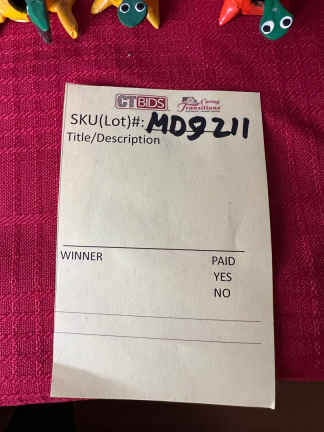 CTBIDS Caring Transitions
SKU(Lot)#: MD9211
Title/Description
WINNER PAID
YES
NO